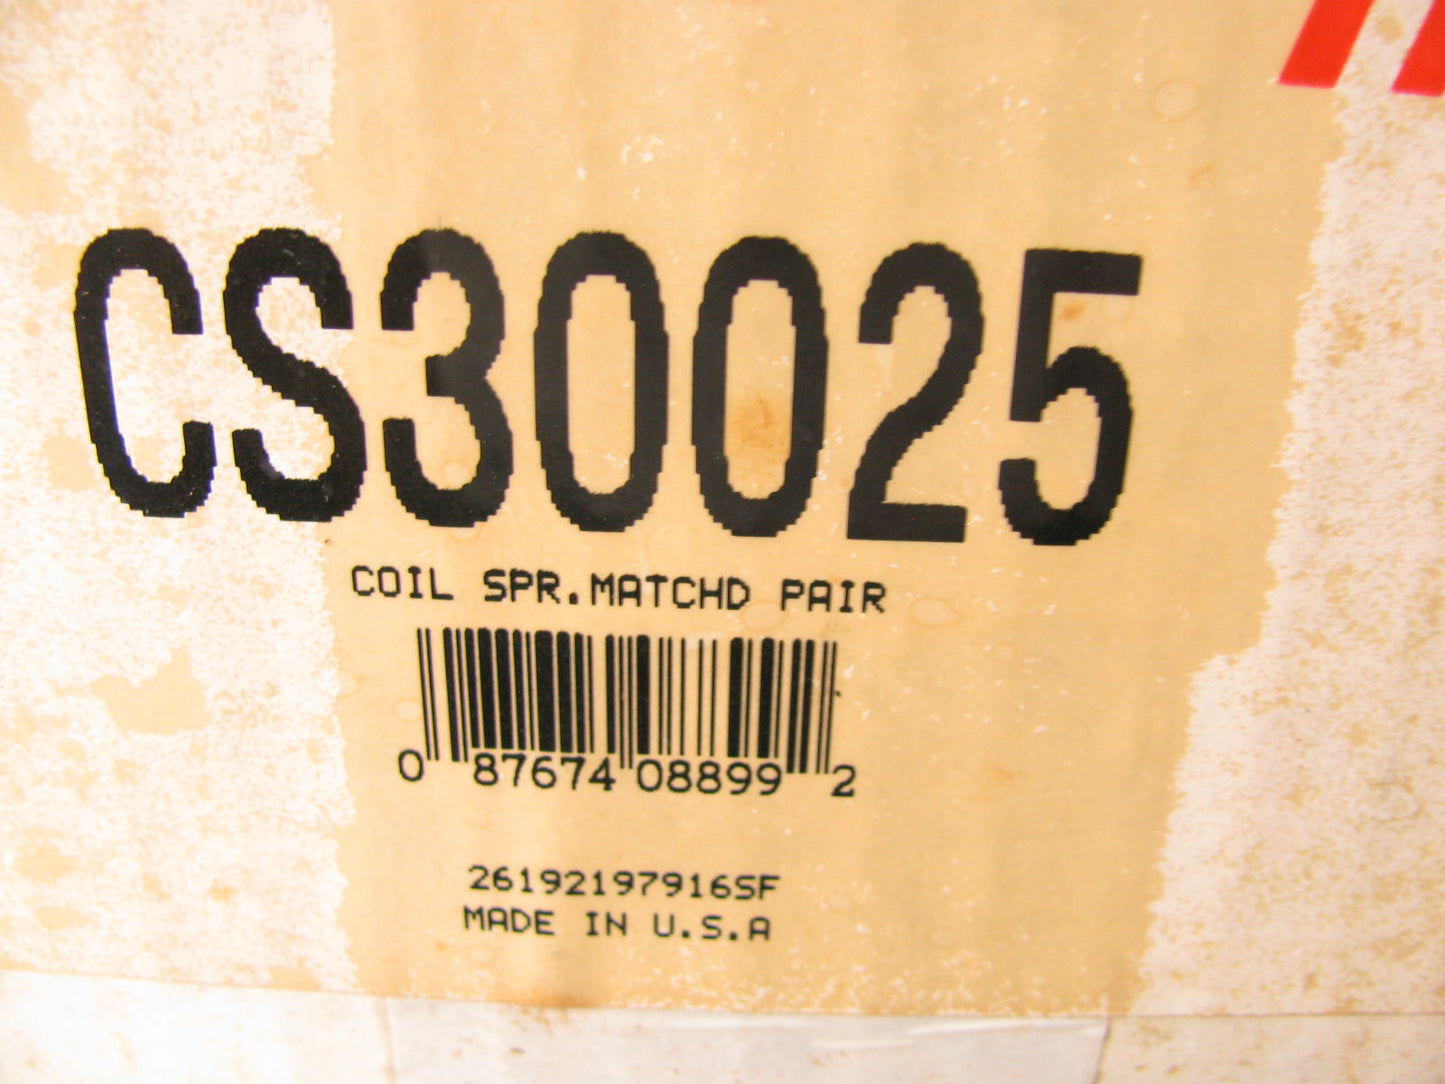 CS30025
COIL SPR.MATCHD PAIR
0 87674 08899 2
26192197916SF
MADE IN U.S.A